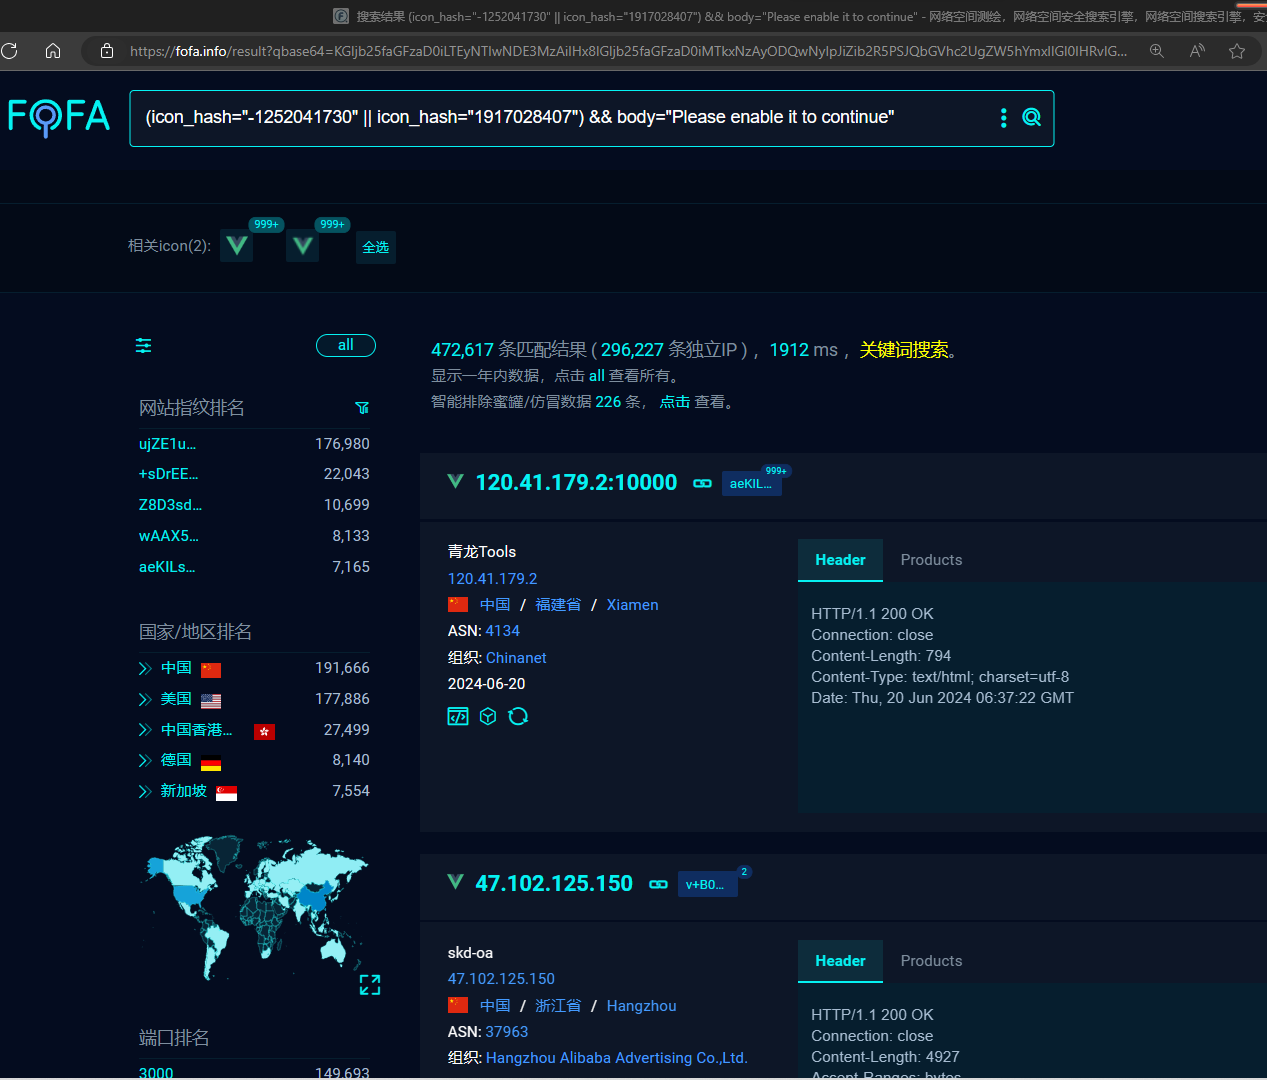 搜索结果 (icon_hash="-1252041730" || icon_hash="1917028407") && body="Please enable it to continue" - 网络空间测绘，网络空间安全搜索引擎，网络空间搜索引擎，安
https://fofa.info/result?qbase64=
FOFA
(icon_hash="-1252041730" || icon_hash="1917028407") && body="Please enable it to continue"
相关icon(2): 999+ 999+ 全选
all
472,617 条匹配结果 ( 296,227 条独立IP ) ，1912 ms ，关键词搜索。
显示一年内数据，点击 all 查看所有。
智能排除蜜罐/仿冒数据 226 条， 点击 查看。
网站指纹排名
ujZE1u... 176,980
+sDrEE... 22,043
Z8D3sd... 10,699
wAAX5... 8,133
aeKILs... 7,165
国家/地区排名
中国 191,666
美国 177,886
中国香港... 27,499
德国 8,140
新加坡 7,554
端口排名
3000 149,693
120.41.179.2:10000 aeKIL... 999+
青龙Tools
120.41.179.2
中国 / 福建省 / Xiamen
ASN: 4134
组织: Chinanet
2024-06-20
Header Products
HTTP/1.1 200 OK
Connection: close
Content-Length: 794
Content-Type: text/html; charset=utf-8
Date: Thu, 20 Jun 2024 06:37:22 GMT
47.102.125.150 v+B0... 2
skd-oa
47.102.125.150
中国 / 浙江省 / Hangzhou
ASN: 37963
组织: Hangzhou Alibaba Advertising Co.,Ltd.
Header Products
HTTP/1.1 200 OK
Connection: close
Content-Length: 4927
Accept-Ranges: bytes